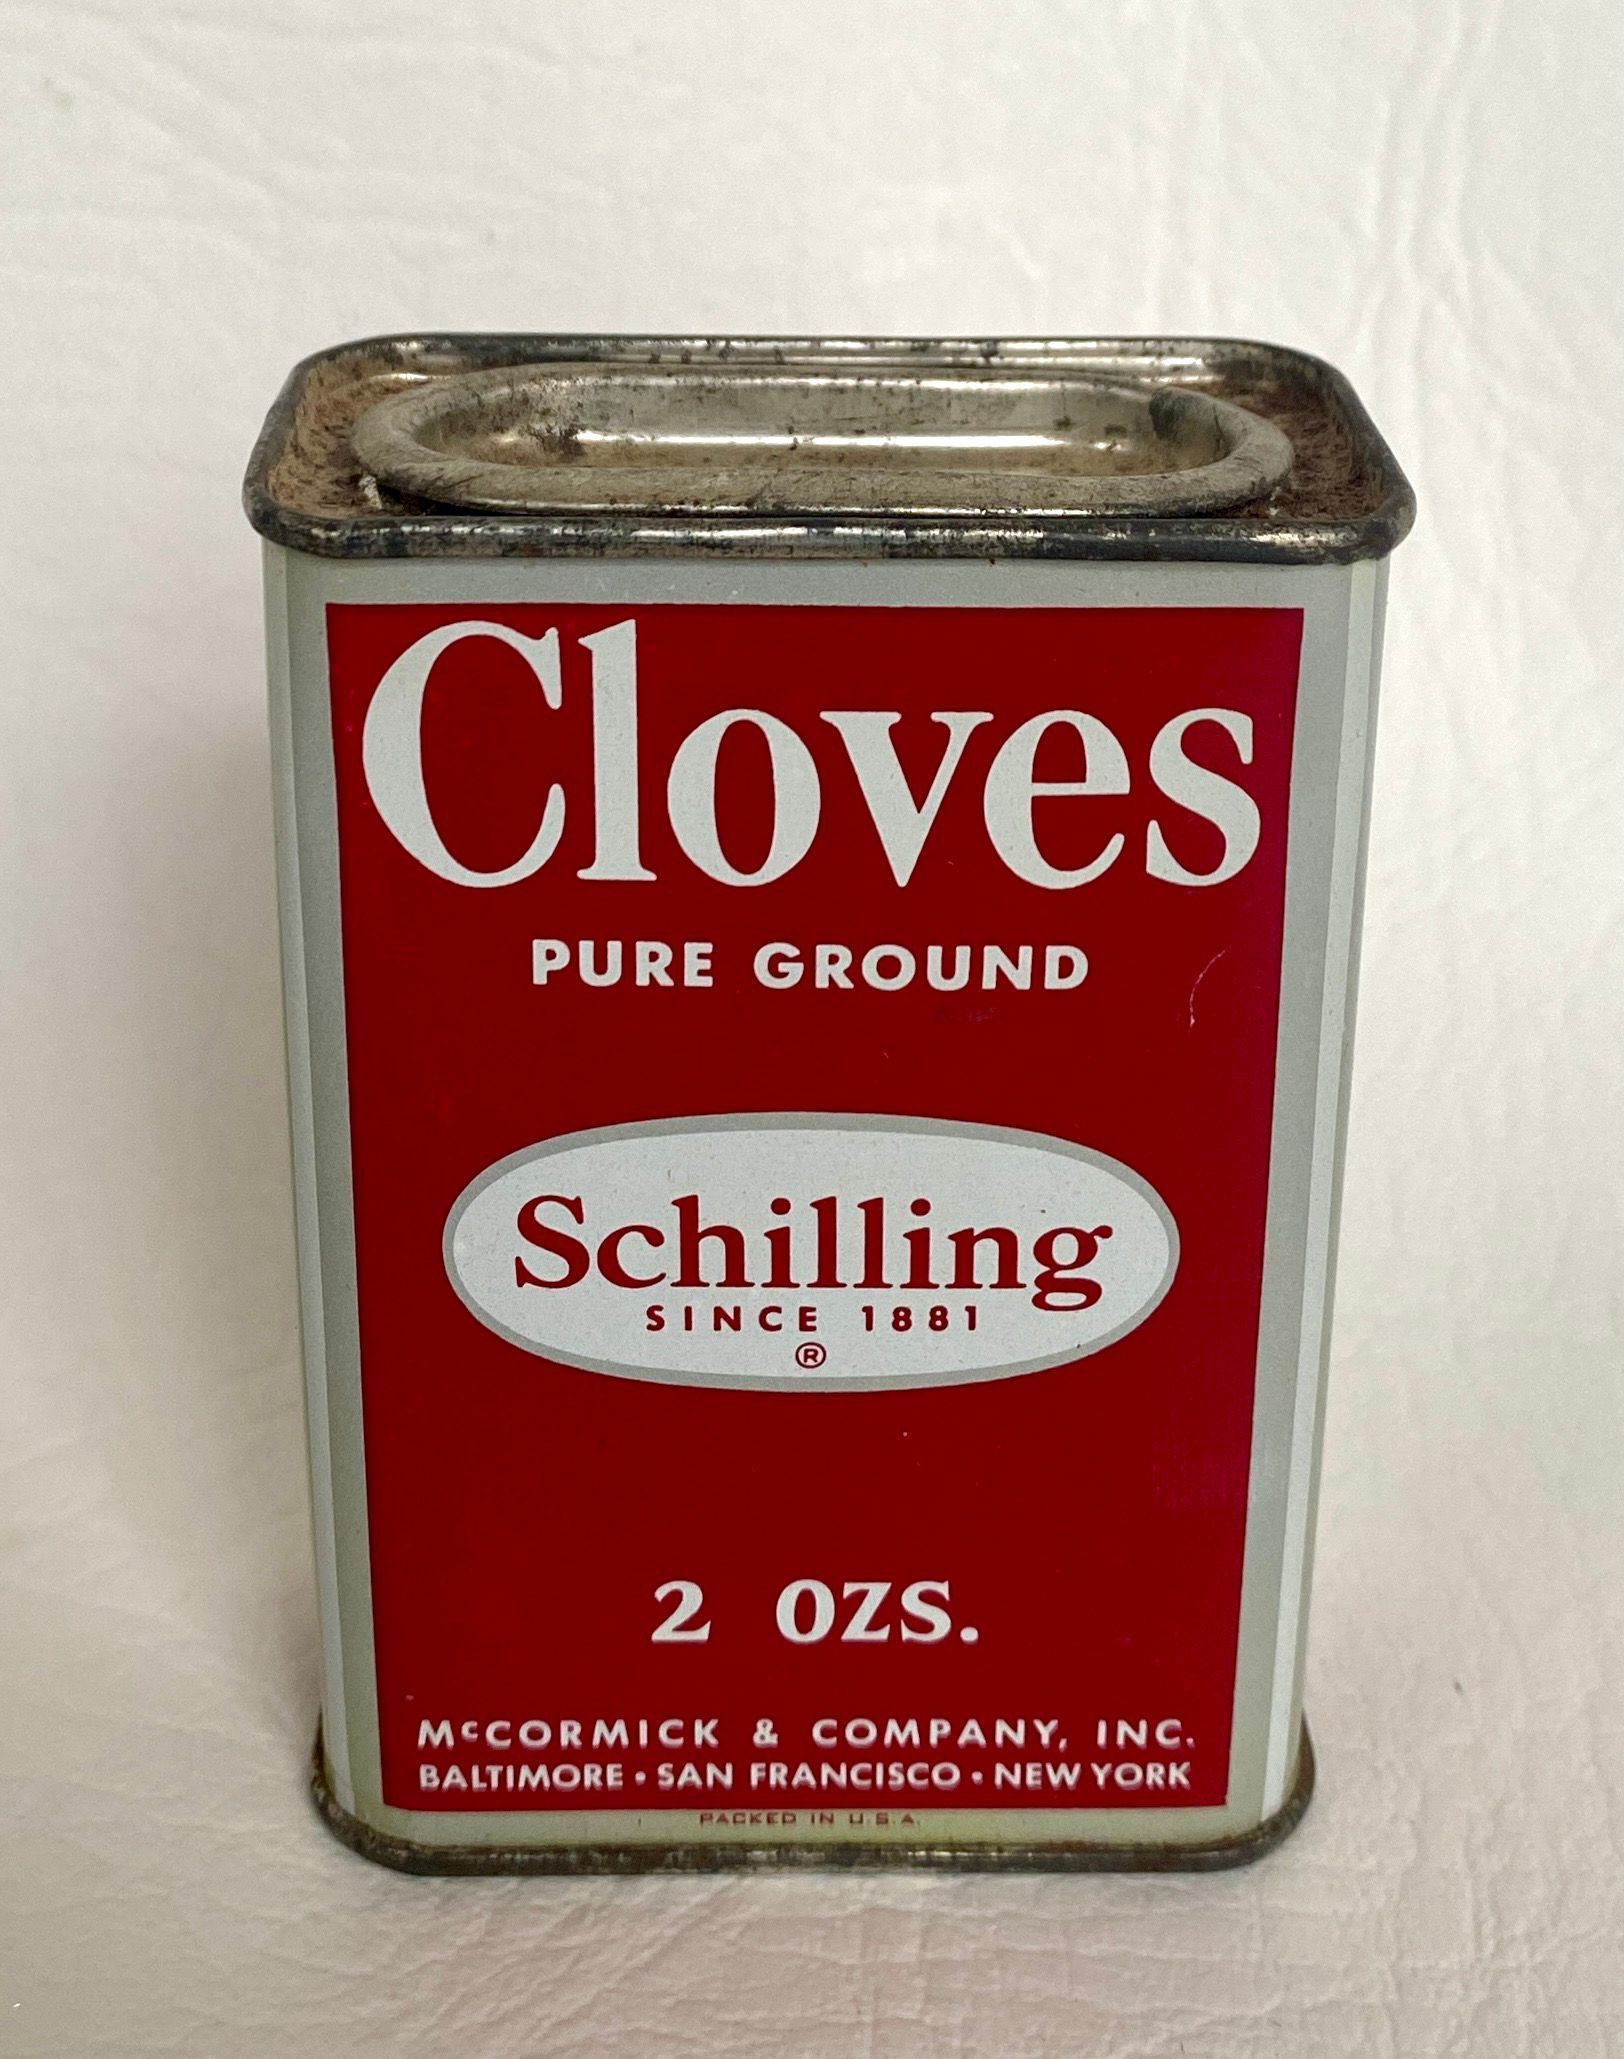 Cloves
PURE GROUND
Schilling
SINCE 1881
®
2 OZS.
McCORMICK & COMPANY, INC.
BALTIMORE • SAN FRANCISCO • NEW YORK
PACKED IN U.S.A.